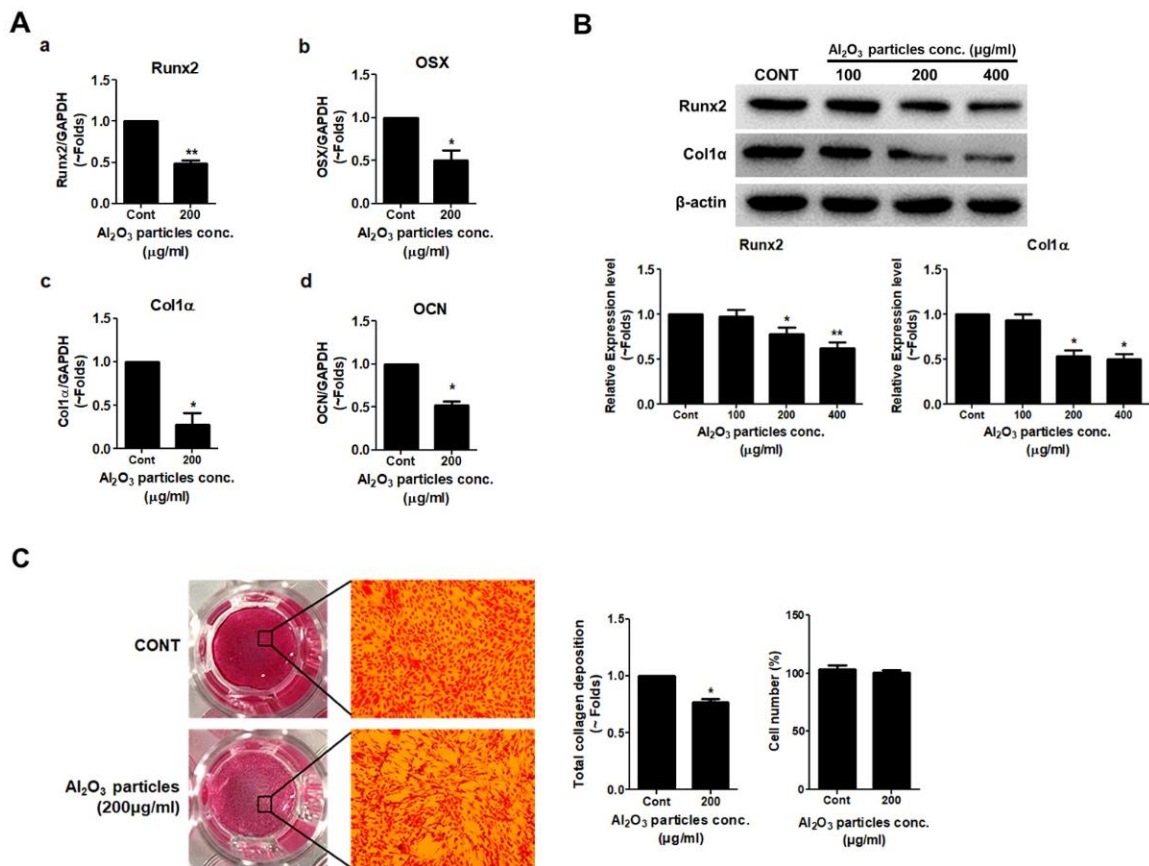 A
a
Runx2
Runx2/GAPDH
(~Folds)
1.5
1.0
0.5
0.0
**
Cont
200
Al₂O₃ particles conc.
(μg/ml)
b
OSX
OSX/GAPDH
(~Folds)
1.5
1.0
0.5
0.0
*
Cont
200
Al₂O₃ particles conc.
(μg/ml)
c
Col1α
Col1α/GAPDH
(~Folds)
1.5
1.0
0.5
0.0
*
Cont
200
Al₂O₃ particles conc.
(μg/ml)
d
OCN
OCN/GAPDH
(~Folds)
1.5
1.0
0.5
0.0
*
Cont
200
Al₂O₃ particles conc.
(μg/ml)
B
Al₂O₃ particles conc. (μg/ml)
CONT 100 200 400
Runx2
Col1α
β-actin
Runx2
Relative Expression level
(~Folds)
1.5
1.0
0.5
0.0
*
**
Cont 100 200 400
Al₂O₃ particles conc.
(μg/ml)
Col1α
Relative Expression level
(~Folds)
1.5
1.0
0.5
0.0
*
*
Cont 100 200 400
Al₂O₃ particles conc.
(μg/ml)
C
CONT
Al₂O₃ particles
(200μg/ml)
Total collagen deposition
(~ Folds)
1.5
1.0
0.5
0.0
*
Cont
200
Al₂O₃ particles conc.
(μg/ml)
Cell number (%)
150
100
50
0
Cont
200
Al₂O₃ particles conc.
(μg/ml)